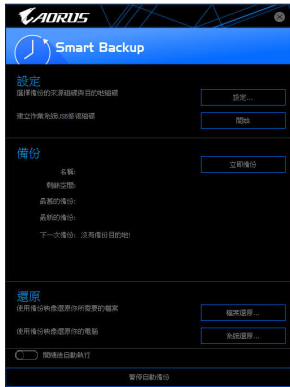 AORUS
Smart Backup
設定
選擇備份的來源磁碟與目的地磁碟
設定...
建立作業系統USB修復磁碟
開始
備份
立即備份
名稱:
剩餘空間:
最舊的備份:
最新的備份:
下一次備份: 沒有備份目的地!
還原
使用備份映像還原你所需要的檔案
檔案還原...
使用備份映像還原你的電腦
系統還原...
開機後自動執行
暫停自動備份